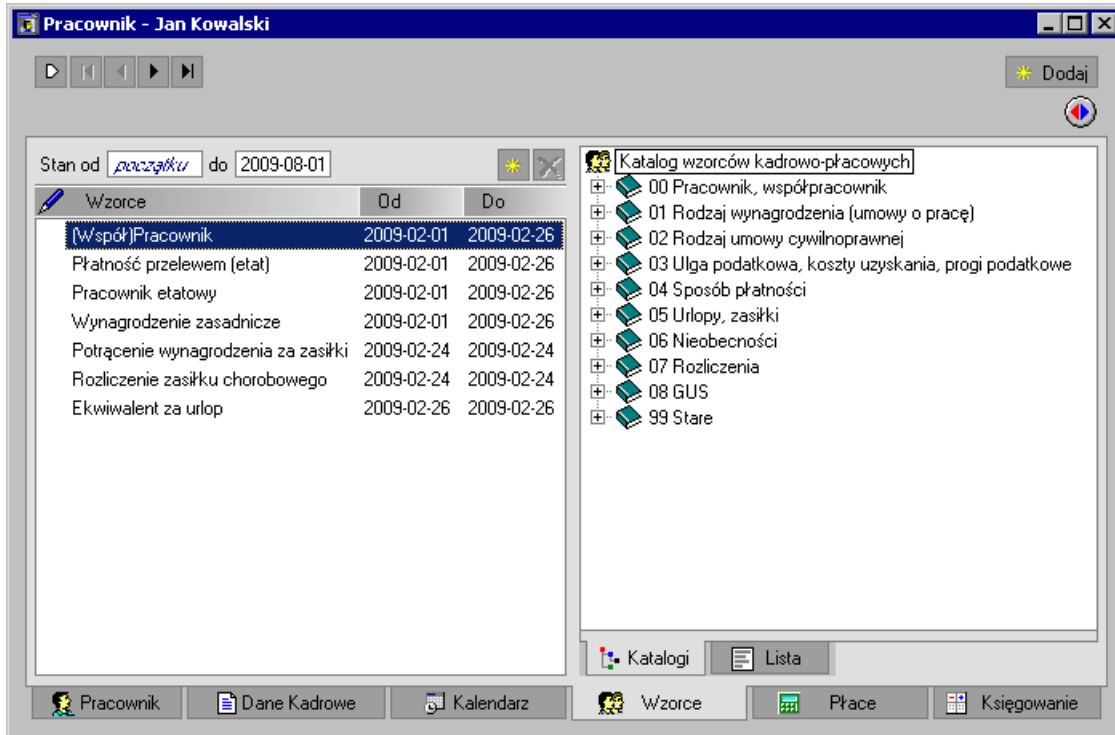 Pracownik - Jan Kowalski
Dodaj
Stan od początku do 2009-08-01
Wzorce Od Do
(Współ)Pracownik 2009-02-01 2009-02-26
Płatność przelewem (etat) 2009-02-01 2009-02-26
Pracownik etatowy 2009-02-01 2009-02-26
Wynagrodzenie zasadnicze 2009-02-01 2009-02-26
Potrącenie wynagrodzenia za zasiłki 2009-02-24 2009-02-24
Rozliczenie zasiłku chorobowego 2009-02-24 2009-02-24
Ekwiwalent za urlop 2009-02-26 2009-02-26
Katalog wzorców kadrowo-płacowych
00 Pracownik, współpracownik
01 Rodzaj wynagrodzenia (umowy o pracę)
02 Rodzaj umowy cywilnoprawnej
03 Ulga podatkowa, koszty uzyskania, progi podatkowe
04 Sposób płatności
05 Urlopy, zasiłki
06 Nieobecności
07 Rozliczenia
08 GUS
99 Stare
Katalogi Lista
Pracownik Dane Kadrowe Kalendarz Wzorce Płace Księgowanie